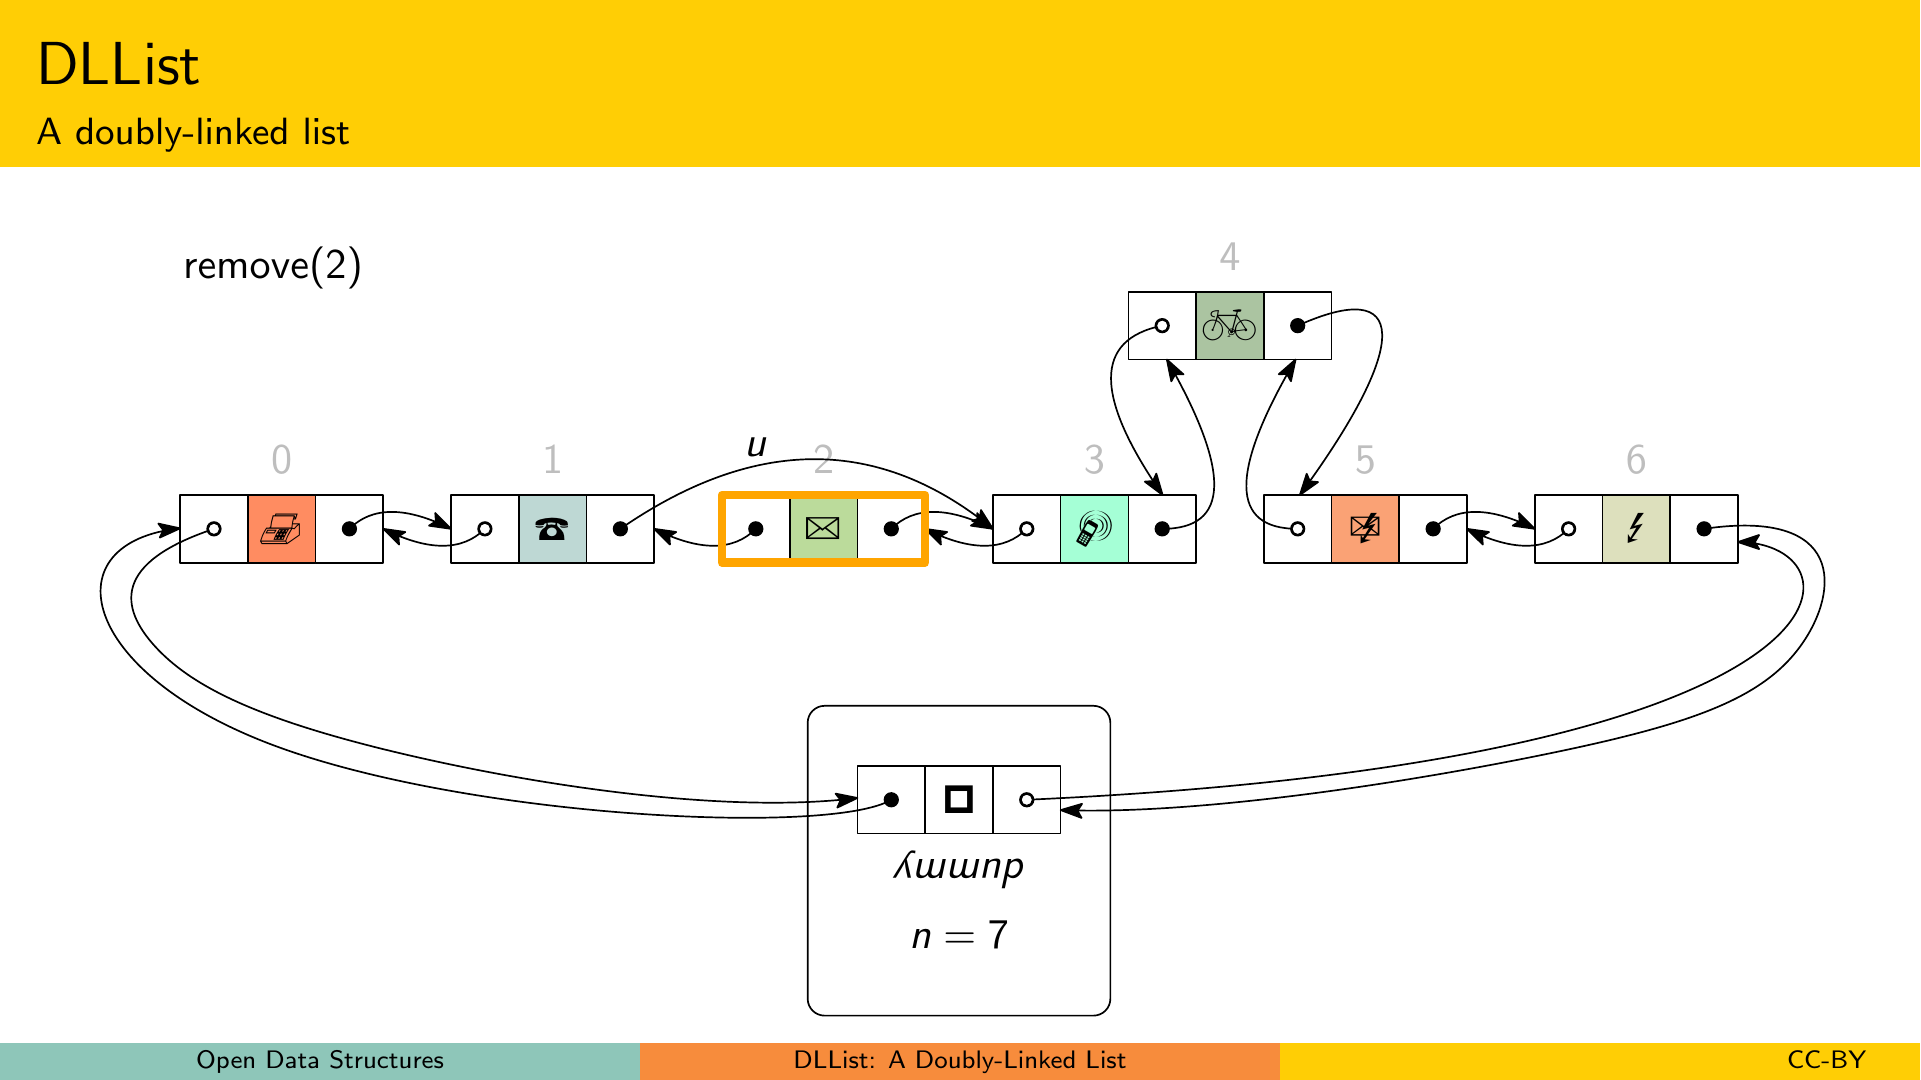 DLList
A doubly-linked list
remove(2)
4
0
1
u
2
3
5
6
dummy
n = 7
Open Data Structures
DLList: A Doubly-Linked List
CC-BY